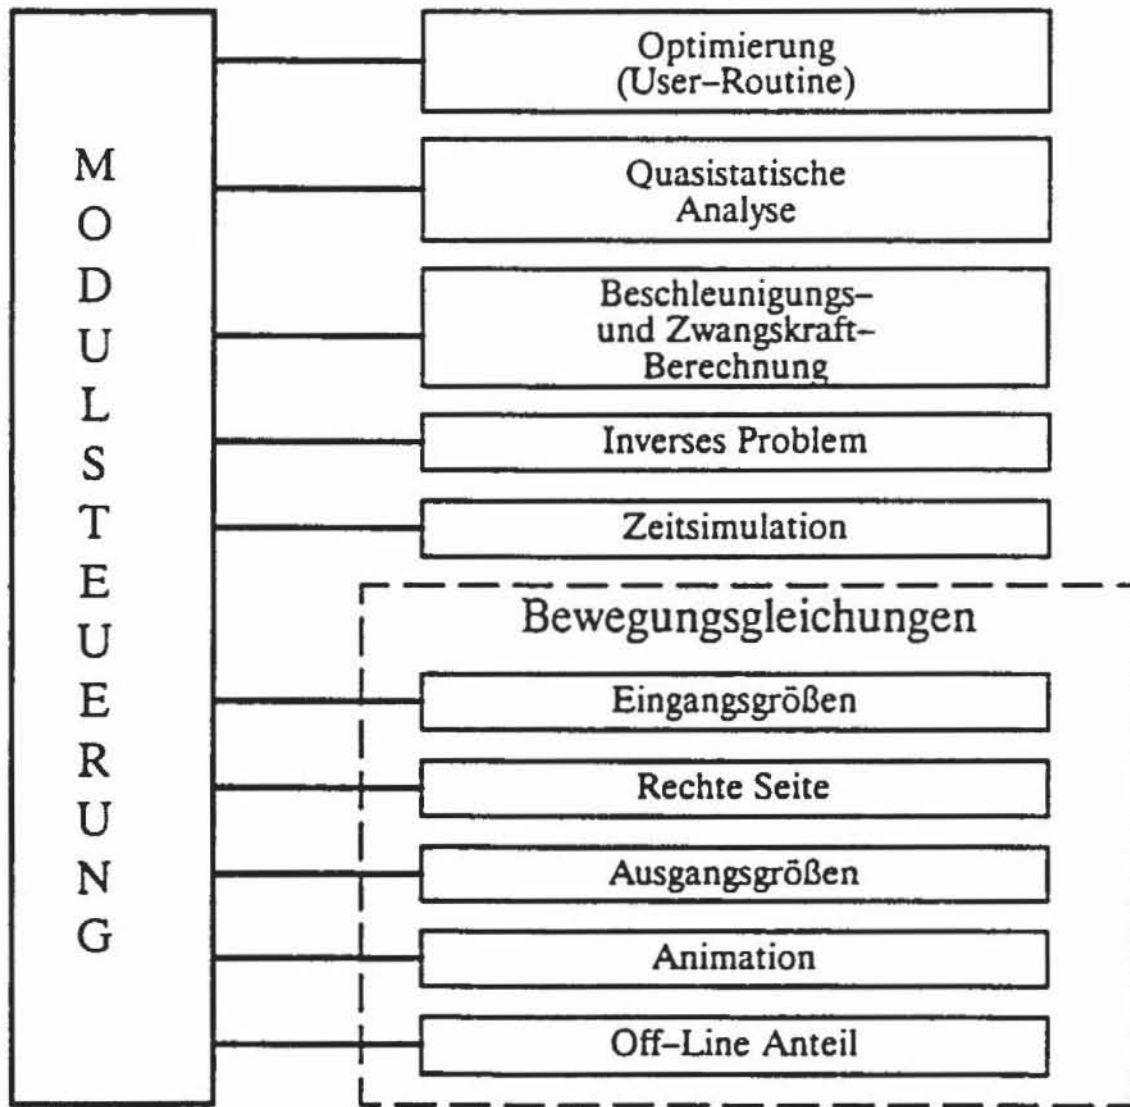 MODULSTEUERUNG
Optimierung
(User–Routine)
Quasistatische
Analyse
Beschleunigungs–
und Zwangskraft–
Berechnung
Inverses Problem
Zeitsimulation
Bewegungsgleichungen
Eingangsgrößen
Rechte Seite
Ausgangsgrößen
Animation
Off–Line Anteil